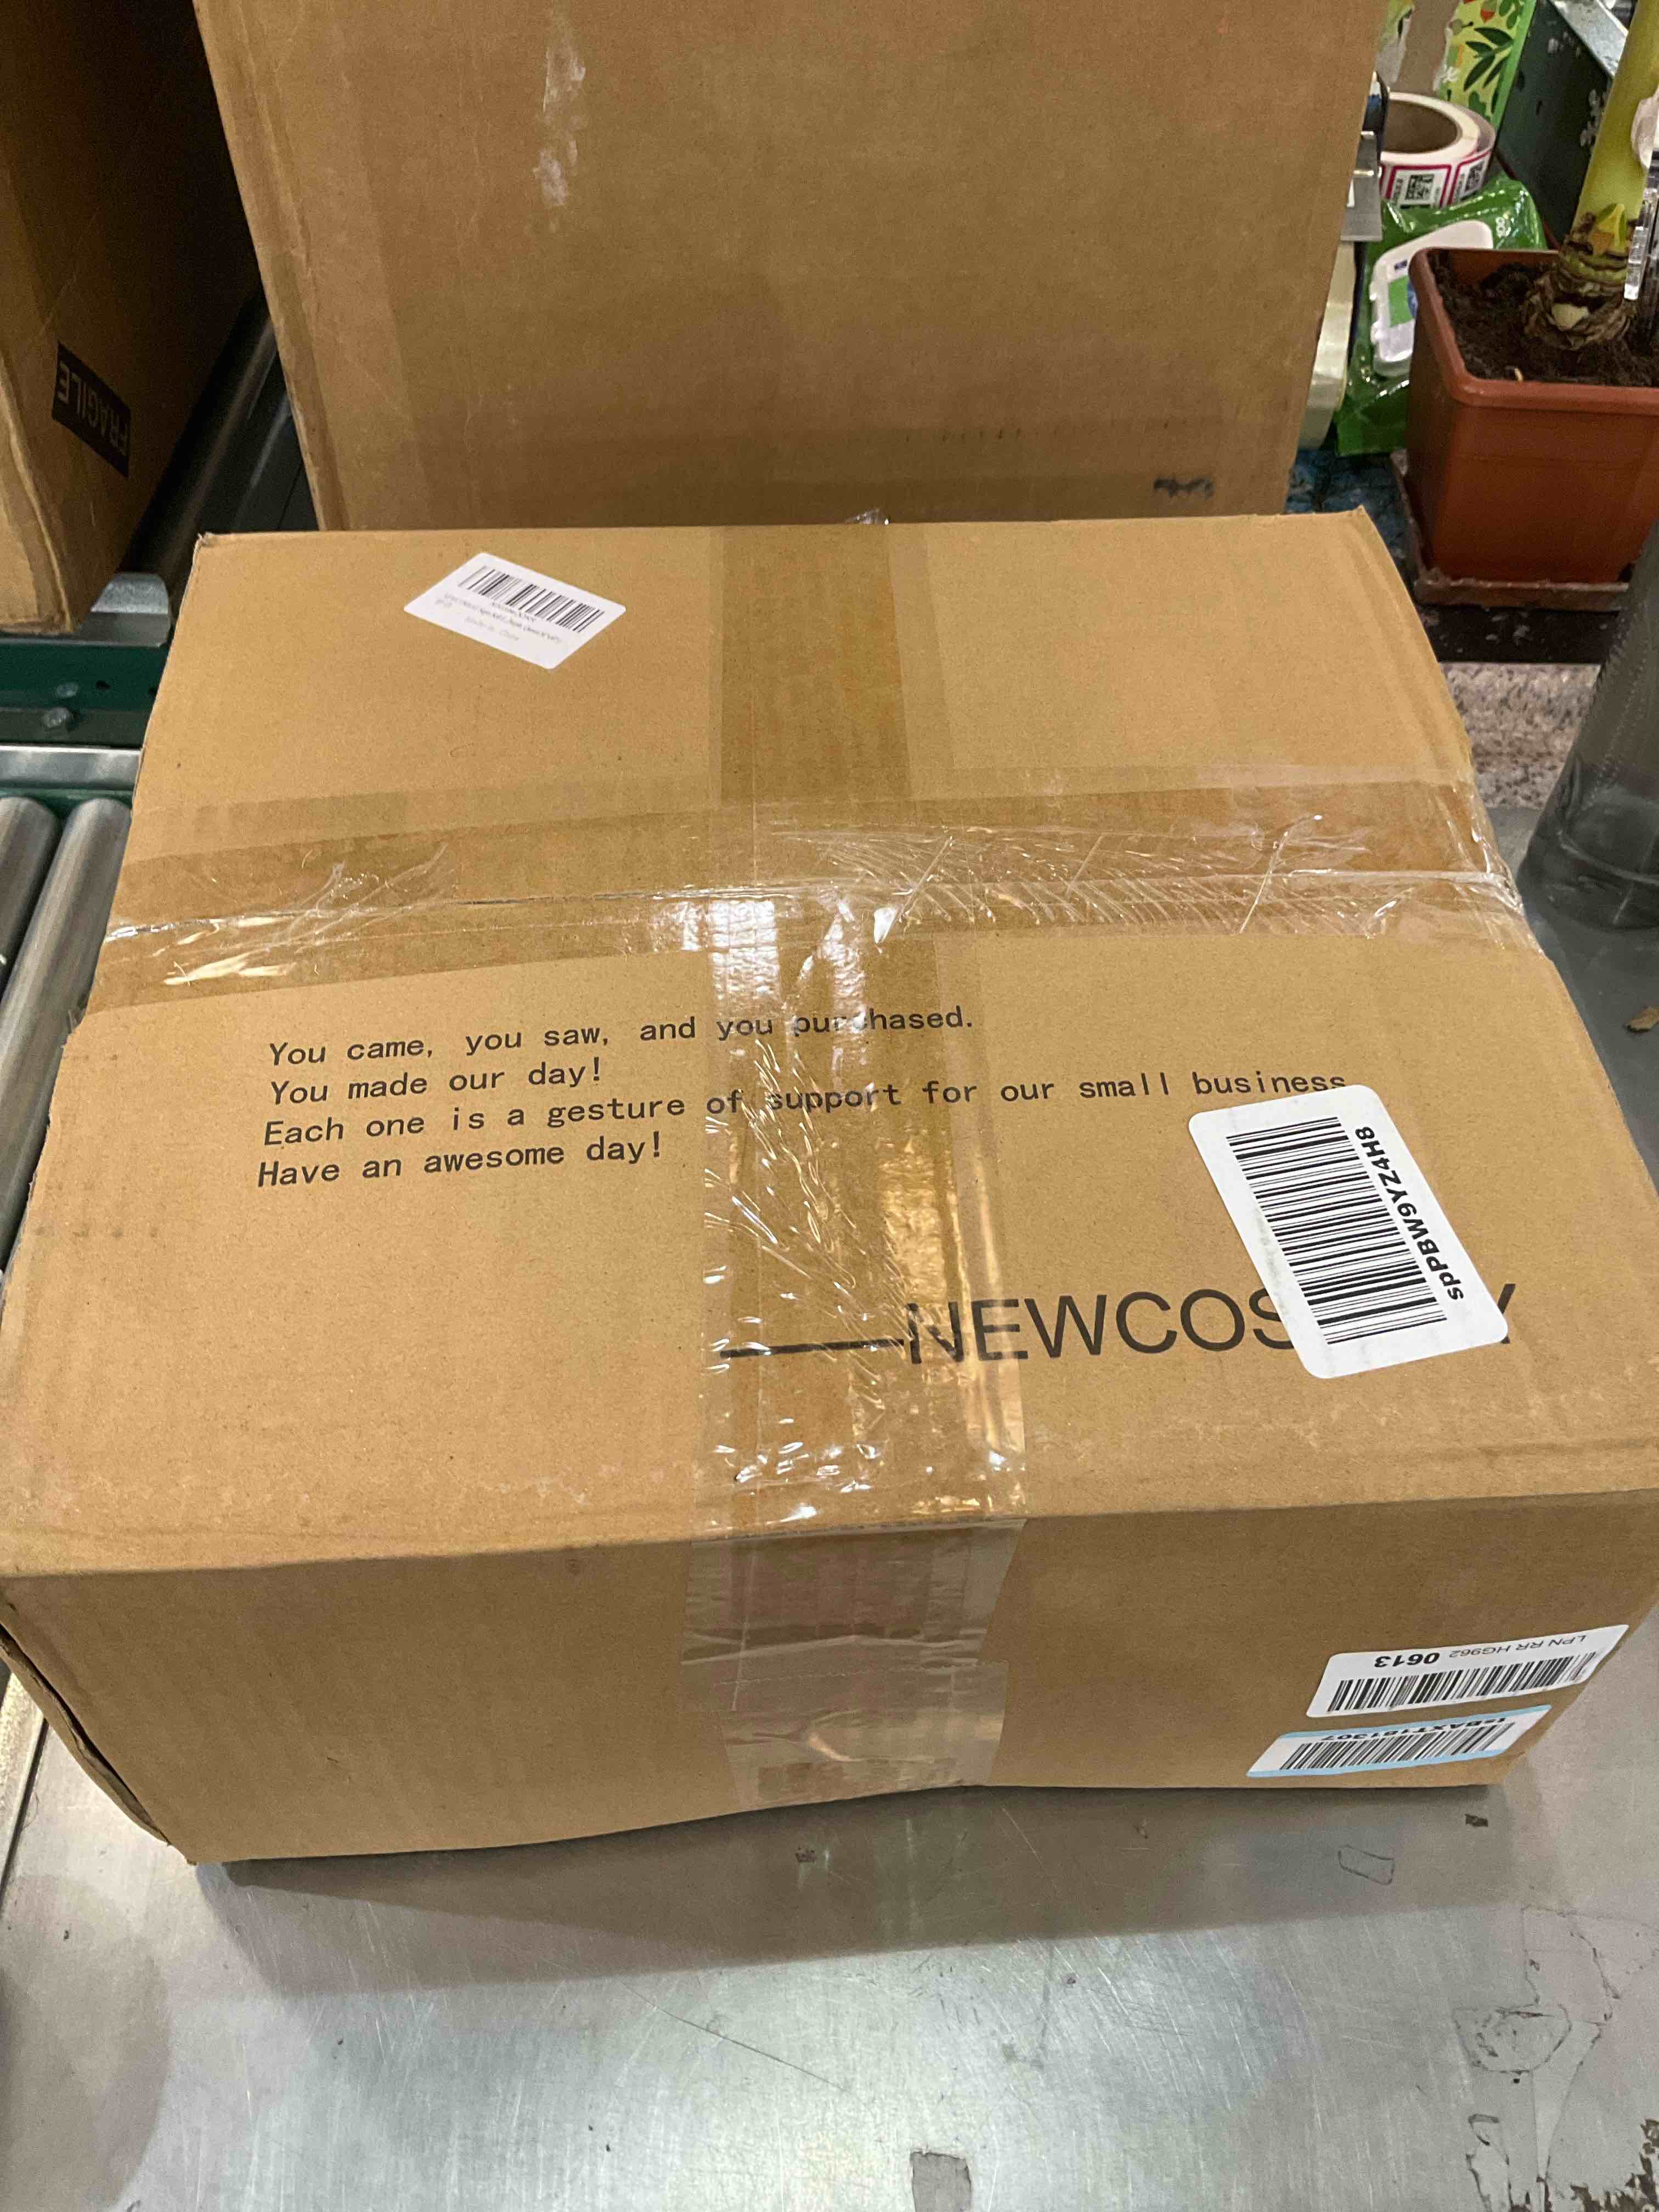 FRAGILE
You came, you saw, and you purchased.
You made our day!
Each one is a gesture of support for our small business
Have an awesome day!
spPPBW9YZ4H8
NEWCOS
LPN RR HG962 0613